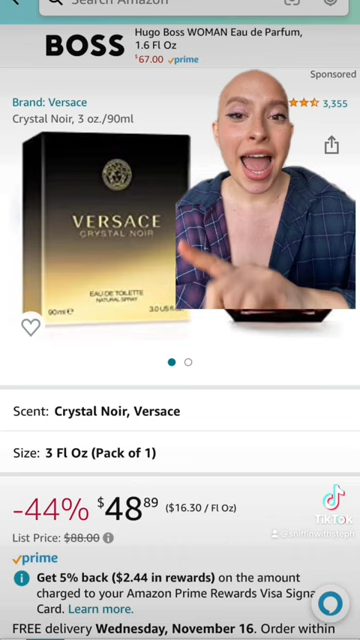 Search Amazon
BOSS
Hugo Boss WOMAN Eau de Parfum,
1.6 Fl Oz
$67.00 prime
Sponsored
Brand: Versace
3,355
Crystal Noir, 3 oz./90ml
VERSACE
CRYSTAL NOIR
EAU DE TOILETTE
NATURAL SPRAY
90ml e
Scent: Crystal Noir, Versace
Size: 3 Fl Oz (Pack of 1)
-44% $48 89 ($16.30 / Fl Oz)
List Price: $88.00
TikTok
prime
Get 5% back ($2.44 in rewards) on the amount
charged to your Amazon Prime Rewards Visa Signa
Card. Learn more.
FREE delivery Wednesday, November 16. Order within